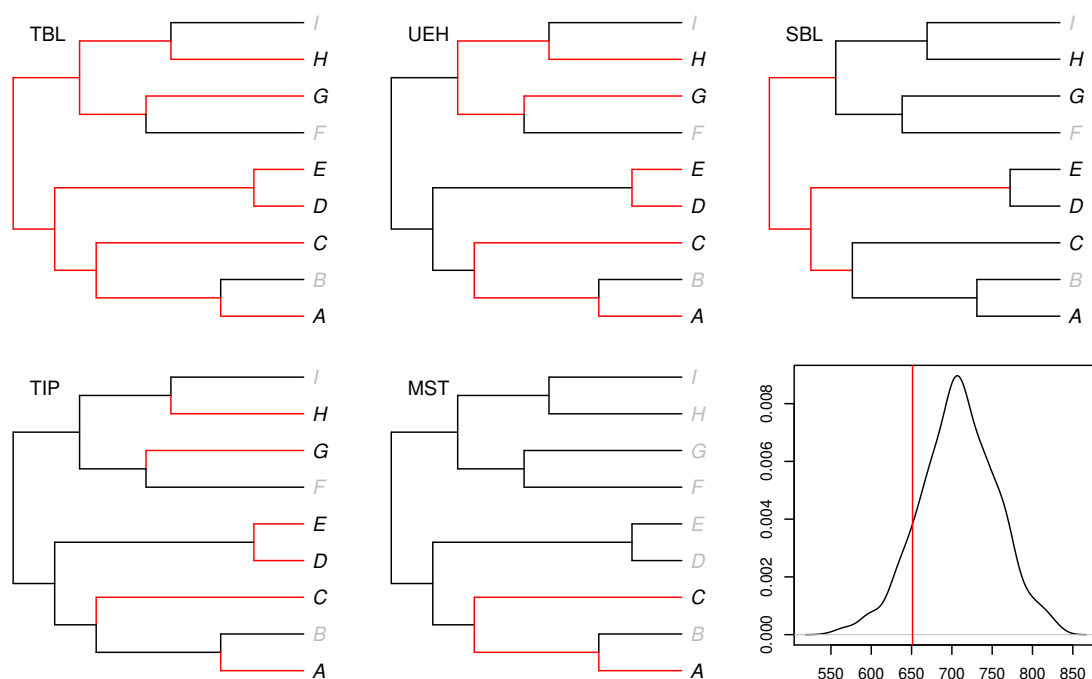 TBL
I
H
G
F
E
D
C
B
A
UEH
I
H
G
F
E
D
C
B
A
SBL
I
H
G
F
E
D
C
B
A
TIP
I
H
G
F
E
D
C
B
A
MST
I
H
G
F
E
D
C
B
A
0.008
0.006
0.004
0.002
0.000
550 600 650 700 750 800 850